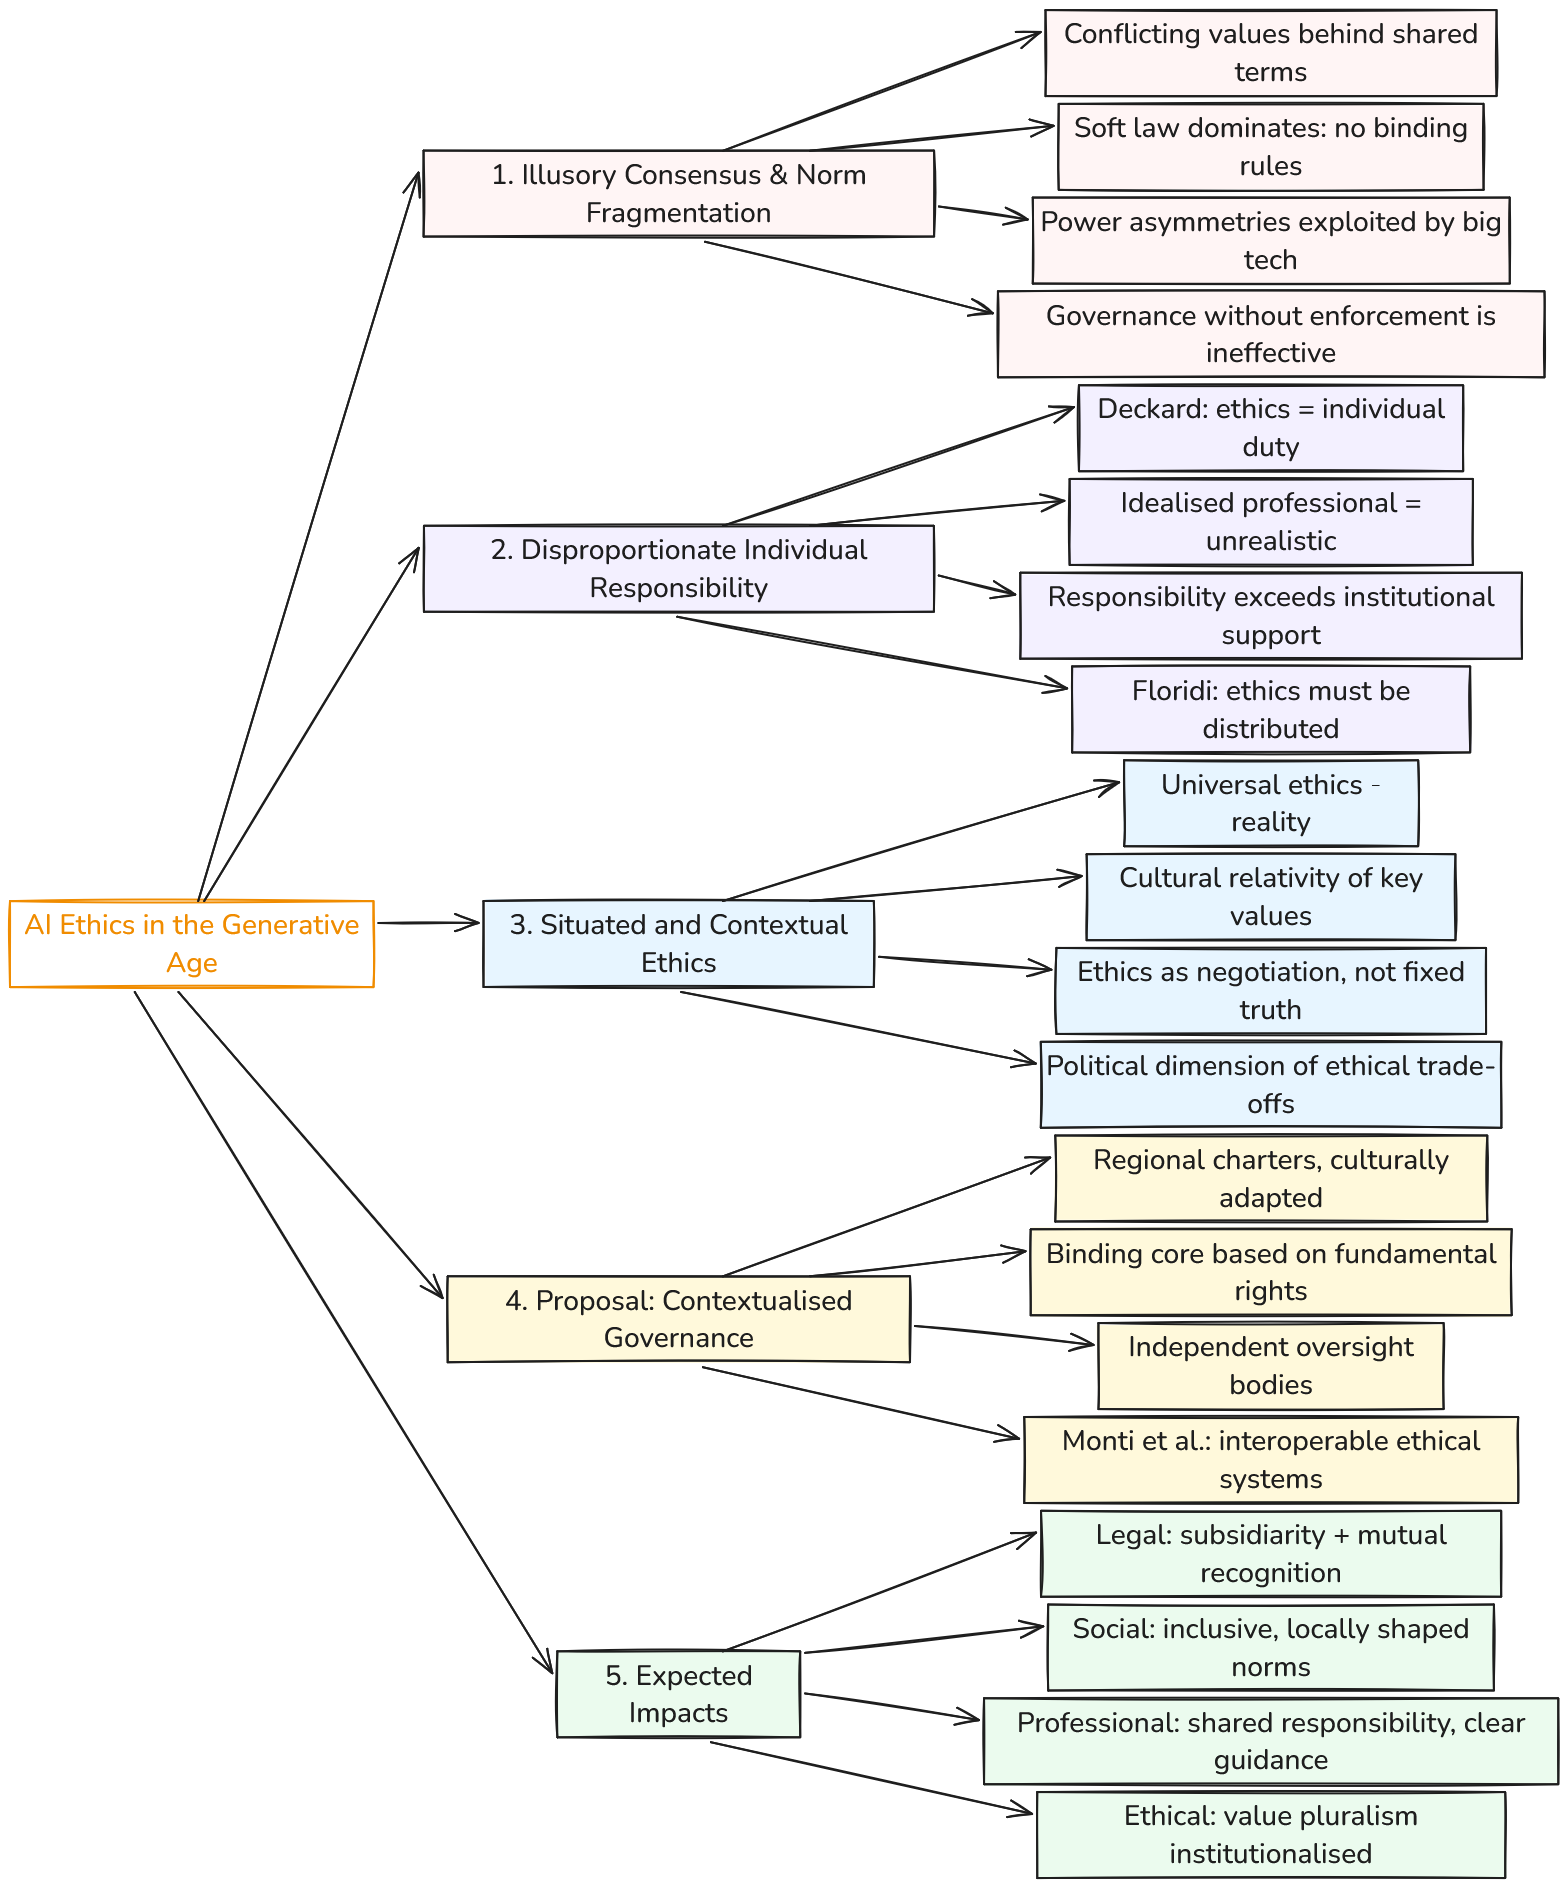 AI Ethics in the Generative
Age
1. Illusory Consensus & Norm
Fragmentation
Conflicting values behind shared
terms
Soft law dominates: no binding
rules
Power asymmetries exploited by big
tech
Governance without enforcement is
ineffective
2. Disproportionate Individual
Responsibility
Deckard: ethics = individual
duty
Idealised professional =
unrealistic
Responsibility exceeds institutional
support
Floridi: ethics must be
distributed
3. Situated and Contextual
Ethics
Universal ethics -
reality
Cultural relativity of key
values
Ethics as negotiation, not fixed
truth
Political dimension of ethical trade-
offs
4. Proposal: Contextualised
Governance
Regional charters, culturally
adapted
Binding core based on fundamental
rights
Independent oversight
bodies
Monti et al.: interoperable ethical
systems
5. Expected
Impacts
Legal: subsidiarity + mutual
recognition
Social: inclusive, locally shaped
norms
Professional: shared responsibility, clear
guidance
Ethical: value pluralism
institutionalised